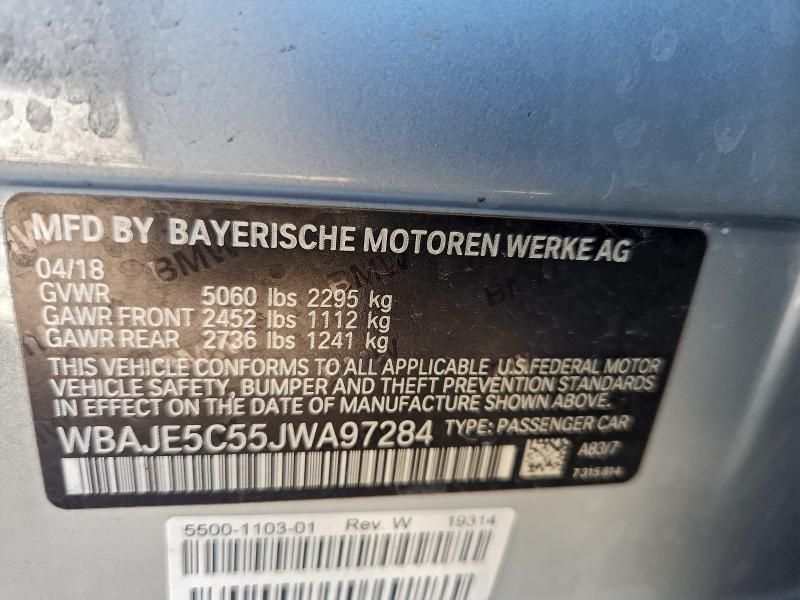 MFD BY BAYERISCHE MOTOREN WERKE AG
04/18
GVWR 5060 lbs 2295 kg
GAWR FRONT 2452 lbs 1112 kg
GAWR REAR 2736 lbs 1241 kg
THIS VEHICLE CONFORMS TO ALL APPLICABLE U.S. FEDERAL MOTOR
VEHICLE SAFETY, BUMPER AND THEFT PREVENTION STANDARDS
IN EFFECT ON THE DATE OF MANUFACTURE SHOWN ABOVE.
WBAJE5C55JWA97284 TYPE: PASSENGER CAR
A83/7
7315814
5500-1103-01 Rev. W 19314